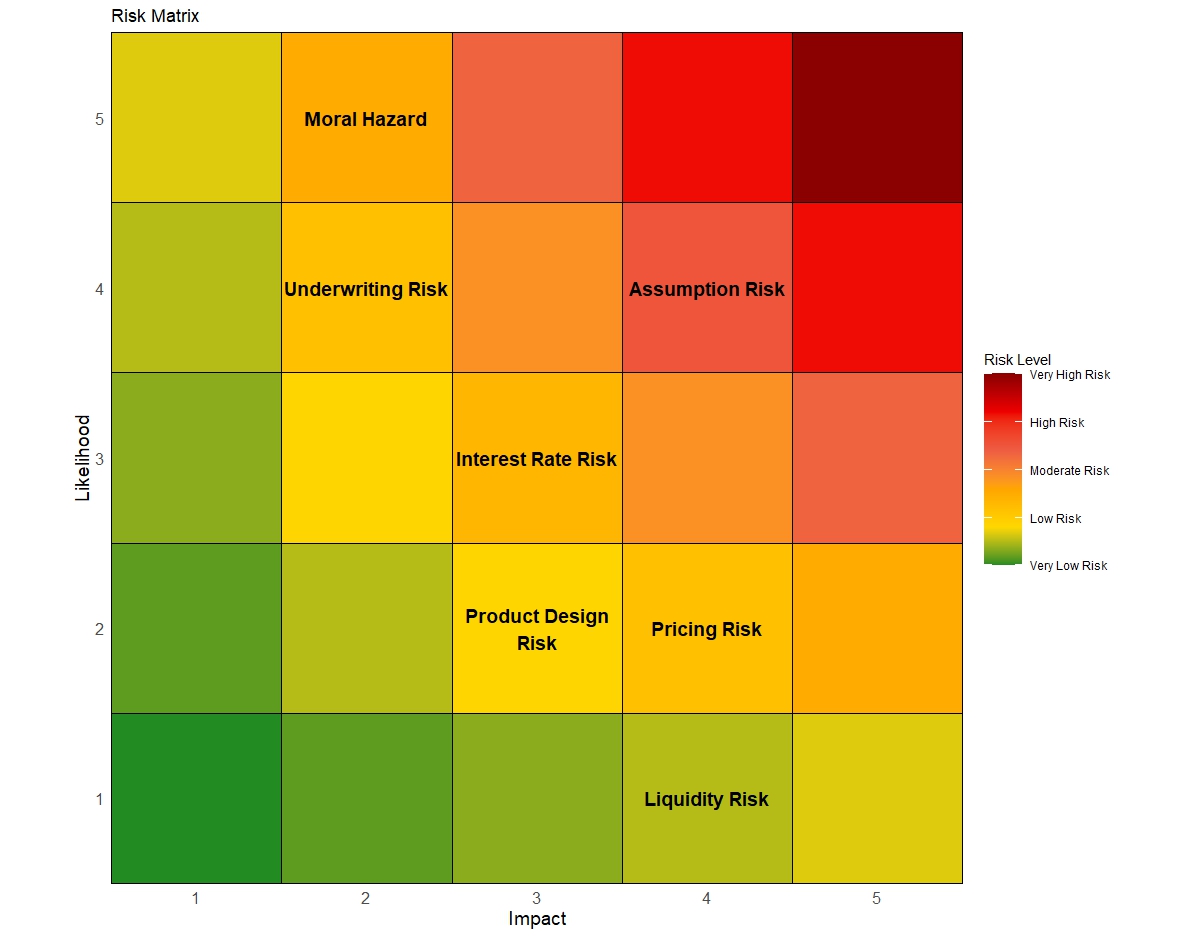 Risk Matrix
5
Moral Hazard
4
Underwriting Risk
Assumption Risk
Likelihood
3
Interest Rate Risk
2
Product Design
Risk
Pricing Risk
1
Liquidity Risk
1
2
3
4
5
Impact
Risk Level
Very High Risk
High Risk
Moderate Risk
Low Risk
Very Low Risk